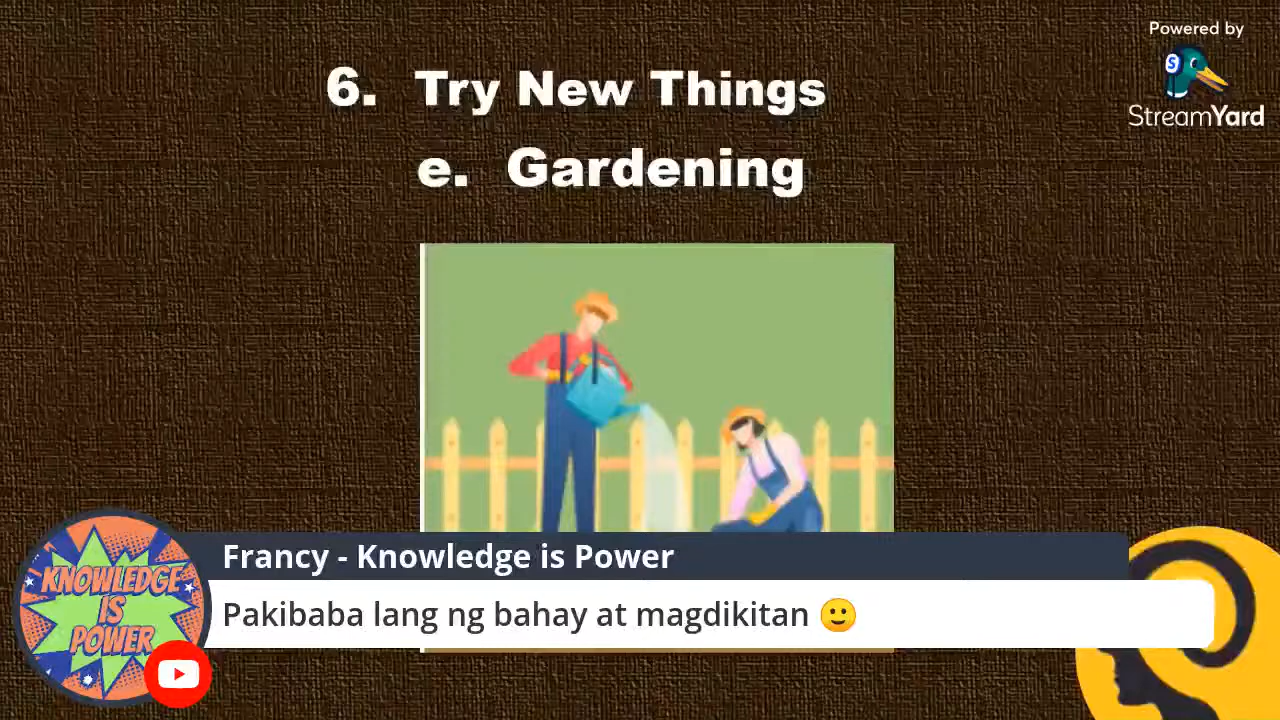 Powered by
S
StreamYard
6. Try New Things
e. Gardening
Francy - Knowledge is Power
Pakibaba lang ng bahay at magdikitan 🙂
KNOWLEDGE
IS
POWER